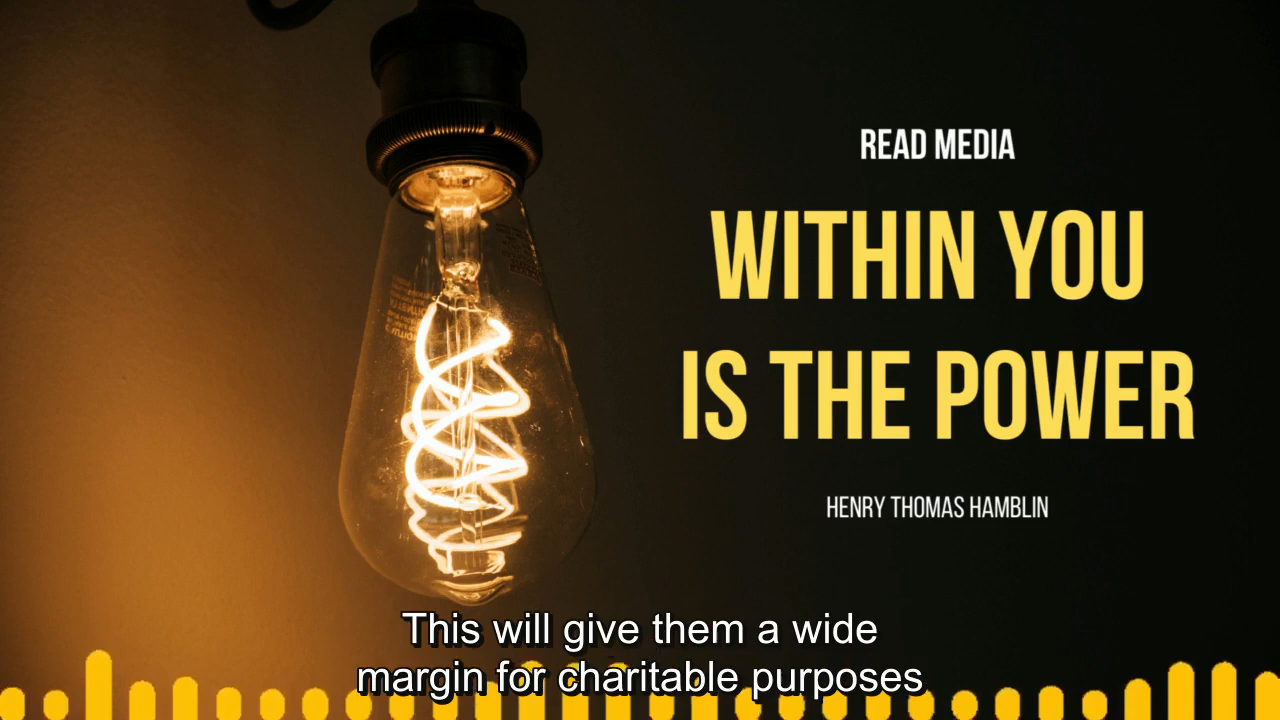 READ MEDIA
WITHIN YOU
IS THE POWER
HENRY THOMAS HAMBLIN
This will give them a wide
margin for charitable purposes